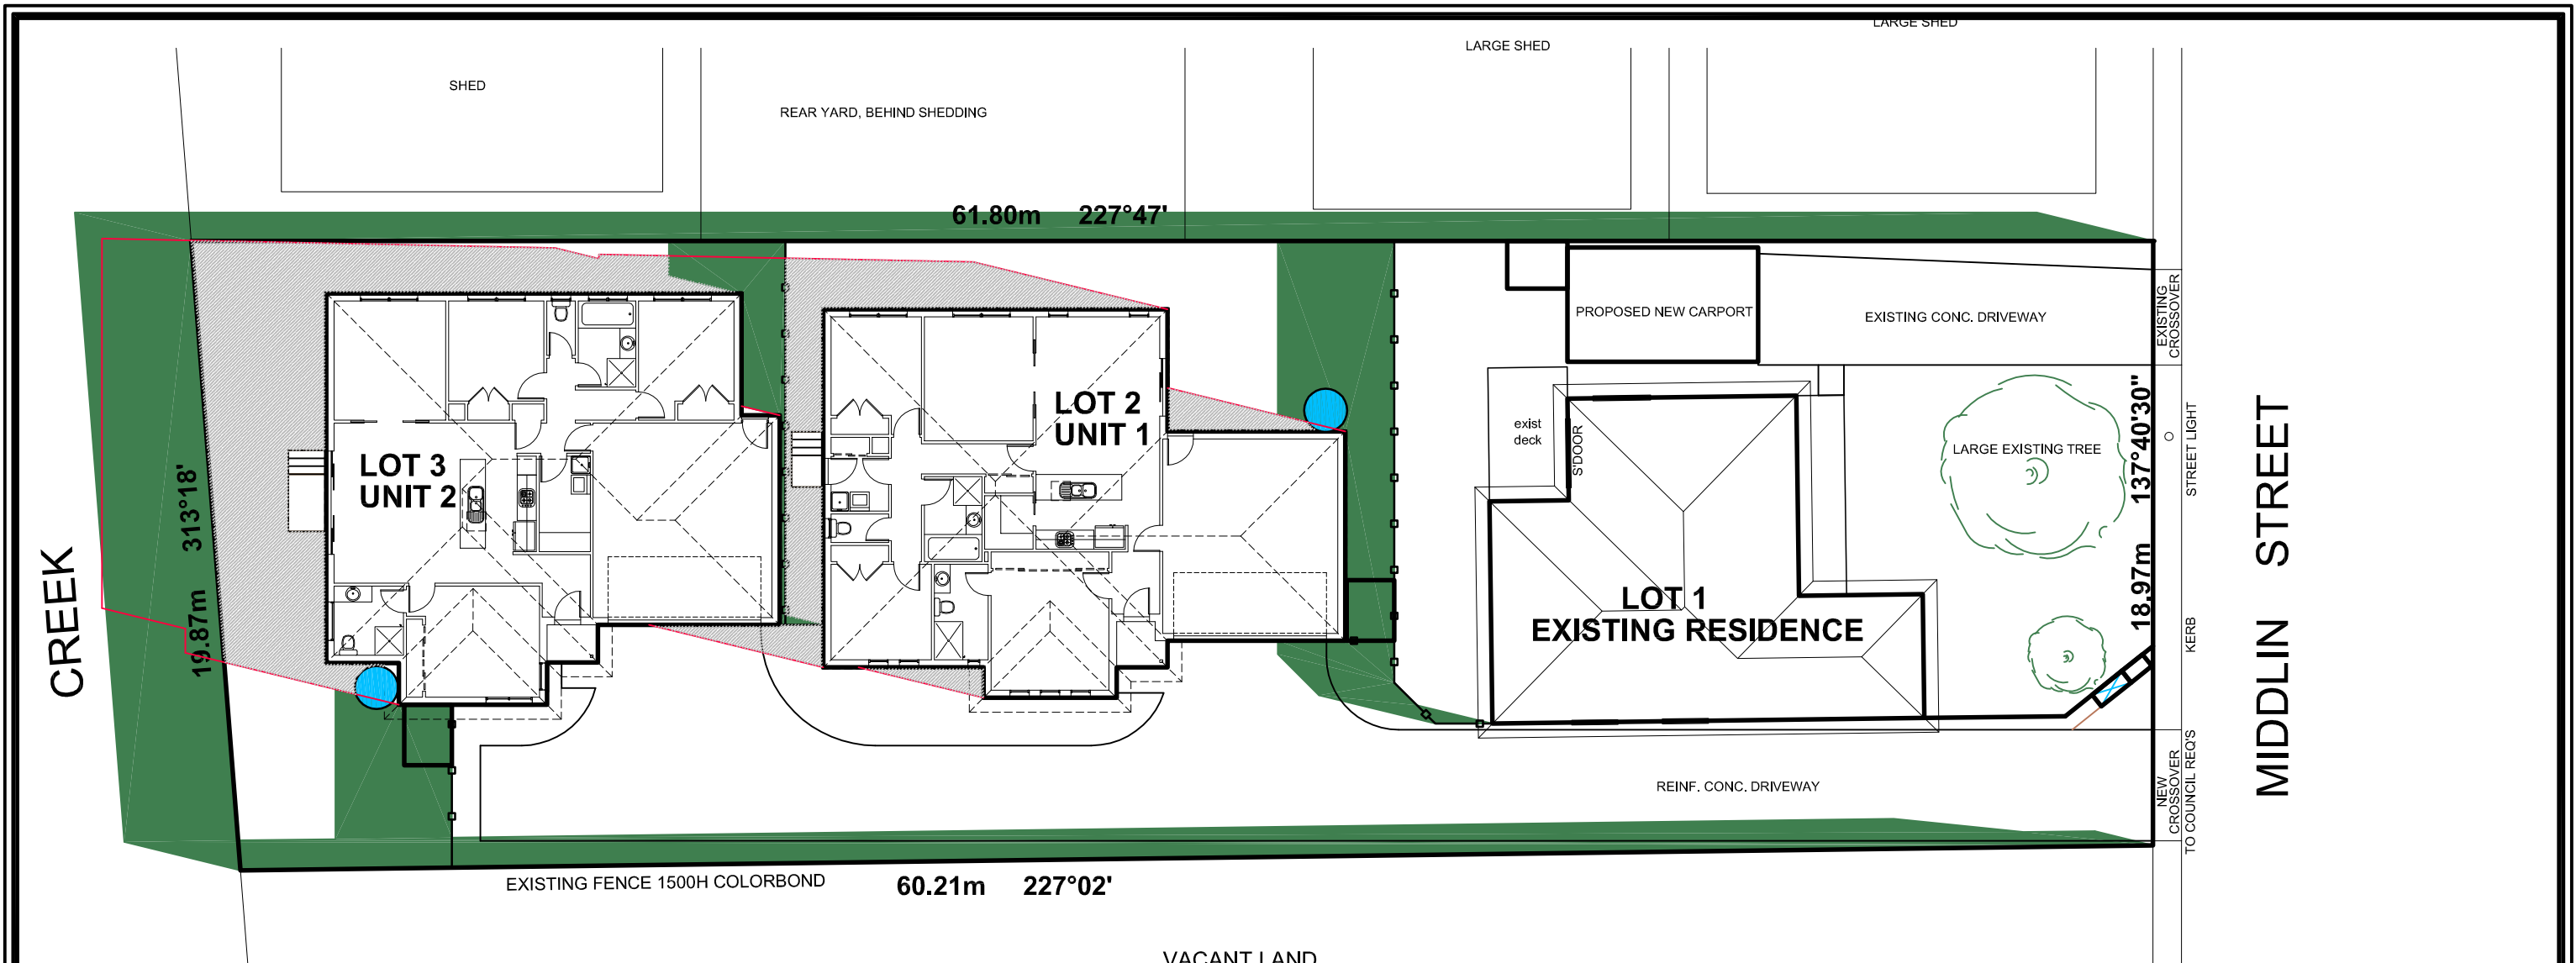 LARGE SHED
LARGE SHED
SHED
REAR YARD, BEHIND SHEDDING
61.80m 227°47'
PROPOSED NEW CARPORT
EXISTING CONC. DRIVEWAY
EXISTING
CROSSOVER
LOT 2
UNIT 1
exist
deck
S'DOOR
LARGE EXISTING TREE
137°40'30"
18.97m
STREET LIGHT
KERB
MIDDLIN STREET
LOT 3
UNIT 2
19.87m 313°18'
CREEK
LOT 1
EXISTING RESIDENCE
REINF. CONC. DRIVEWAY
NEW
CROSSOVER
TO COUNCIL REQ'S
EXISTING FENCE 1500H COLORBOND
60.21m 227°02'
VACANT LAND